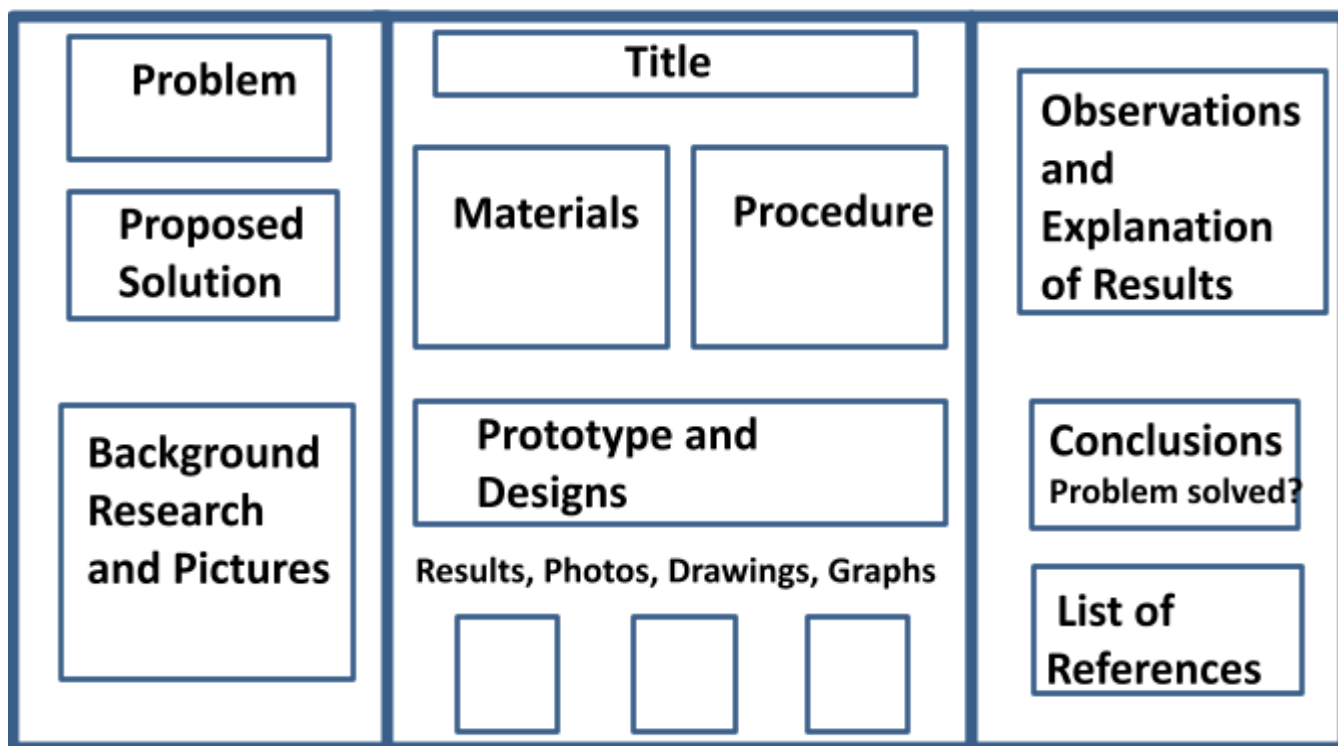 Problem
Proposed
Solution
Background
Research
and Pictures
Title
Materials
Procedure
Prototype and
Designs
Results, Photos, Drawings, Graphs
Observations
and
Explanation
of Results
Conclusions
Problem solved?
List of
References